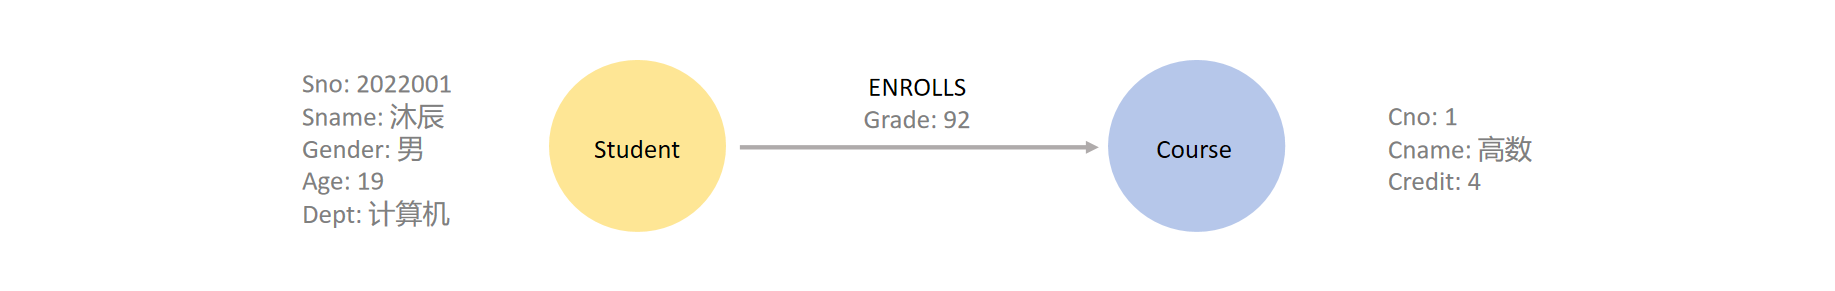 Sno: 2022001
Sname: 沐辰
Gender: 男
Age: 19
Dept: 计算机
Student
ENROLLS
Grade: 92
Course
Cno: 1
Cname: 高数
Credit: 4